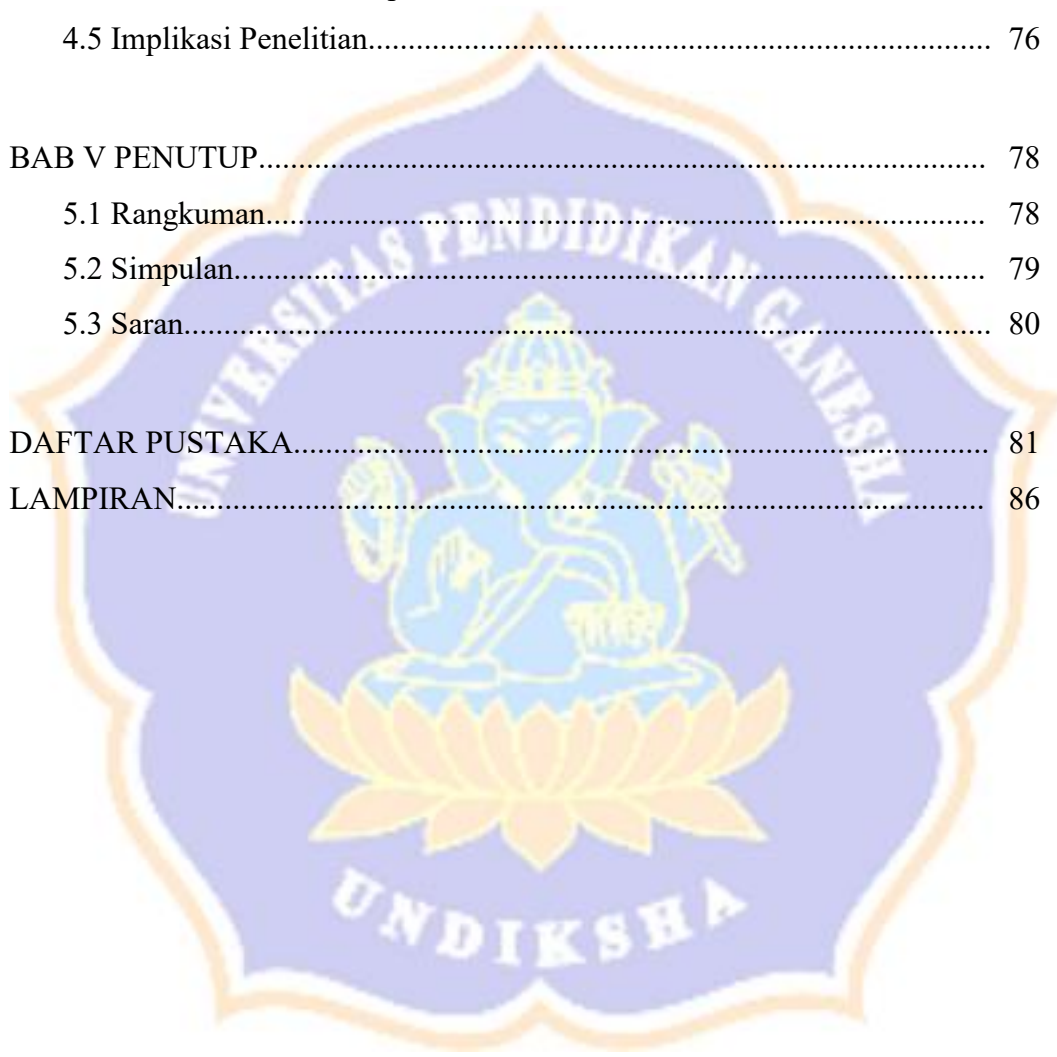 4.5 Implikasi Penelitian.......................................................................... 76
BAB V PENUTUP....................................................................................... 78
5.1 Rangkuman...................................................................................... 78
5.2 Simpulan.......................................................................................... 79
5.3 Saran................................................................................................. 80
DAFTAR PUSTAKA................................................................................... 81
LAMPIRAN................................................................................................. 86
UNIVERSITAS PENDIDIKAN GANESHA
UNDIKSHA